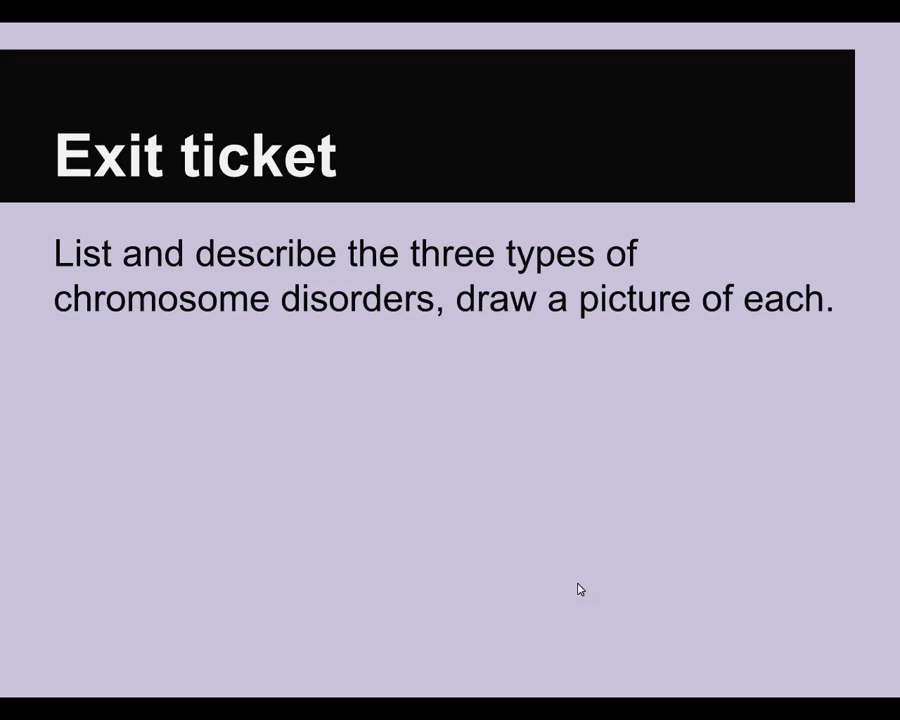 Exit ticket
List and describe the three types of
chromosome disorders, draw a picture of each.